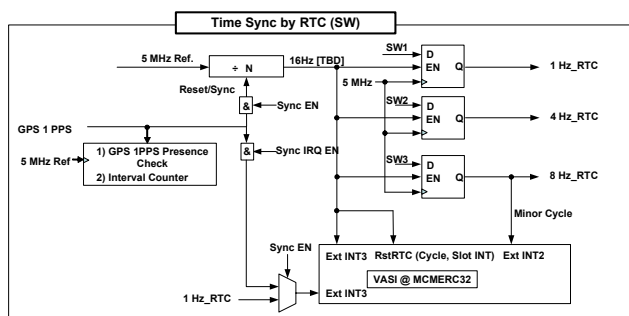 Time Sync by RTC (SW)
5 MHz Ref.
÷ N
16Hz [TBD]
SW1
D
EN
Q
1 Hz_RTC
Reset/Sync
5 MHz
&
Sync EN
SW2
D
EN
Q
4 Hz_RTC
GPS 1 PPS
1) GPS 1PPS Presence
Check
2) Interval Counter
5 MHz Ref
&
Sync IRQ EN
SW3
D
EN
Q
8 Hz_RTC
Minor Cycle
Sync EN
Ext INT3
RstRTC (Cycle, Slot INT)
Ext INT2
VASI @ MCMERC32
Ext INT3
1 Hz_RTC